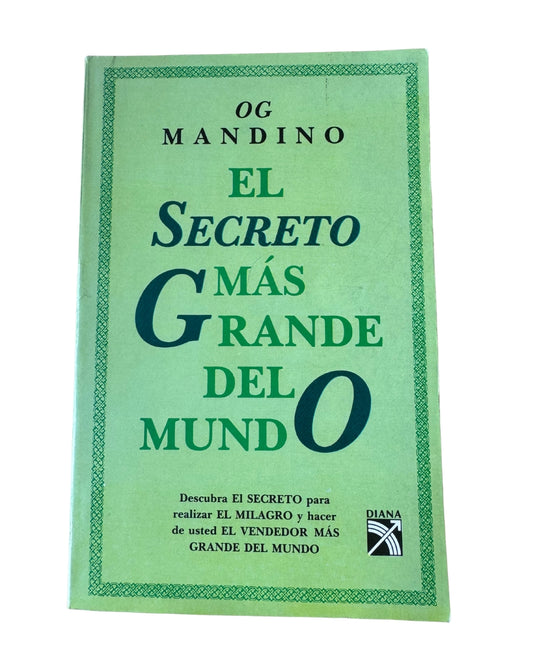 OG
MANDINO
EL
SECRETO
MÁS
GRANDE
DEL
MUNDO
Descubra El SECRETO para
realizar EL MILAGRO y hacer
de usted EL VENDEDOR MÁS
GRANDE DEL MUNDO
DIANA